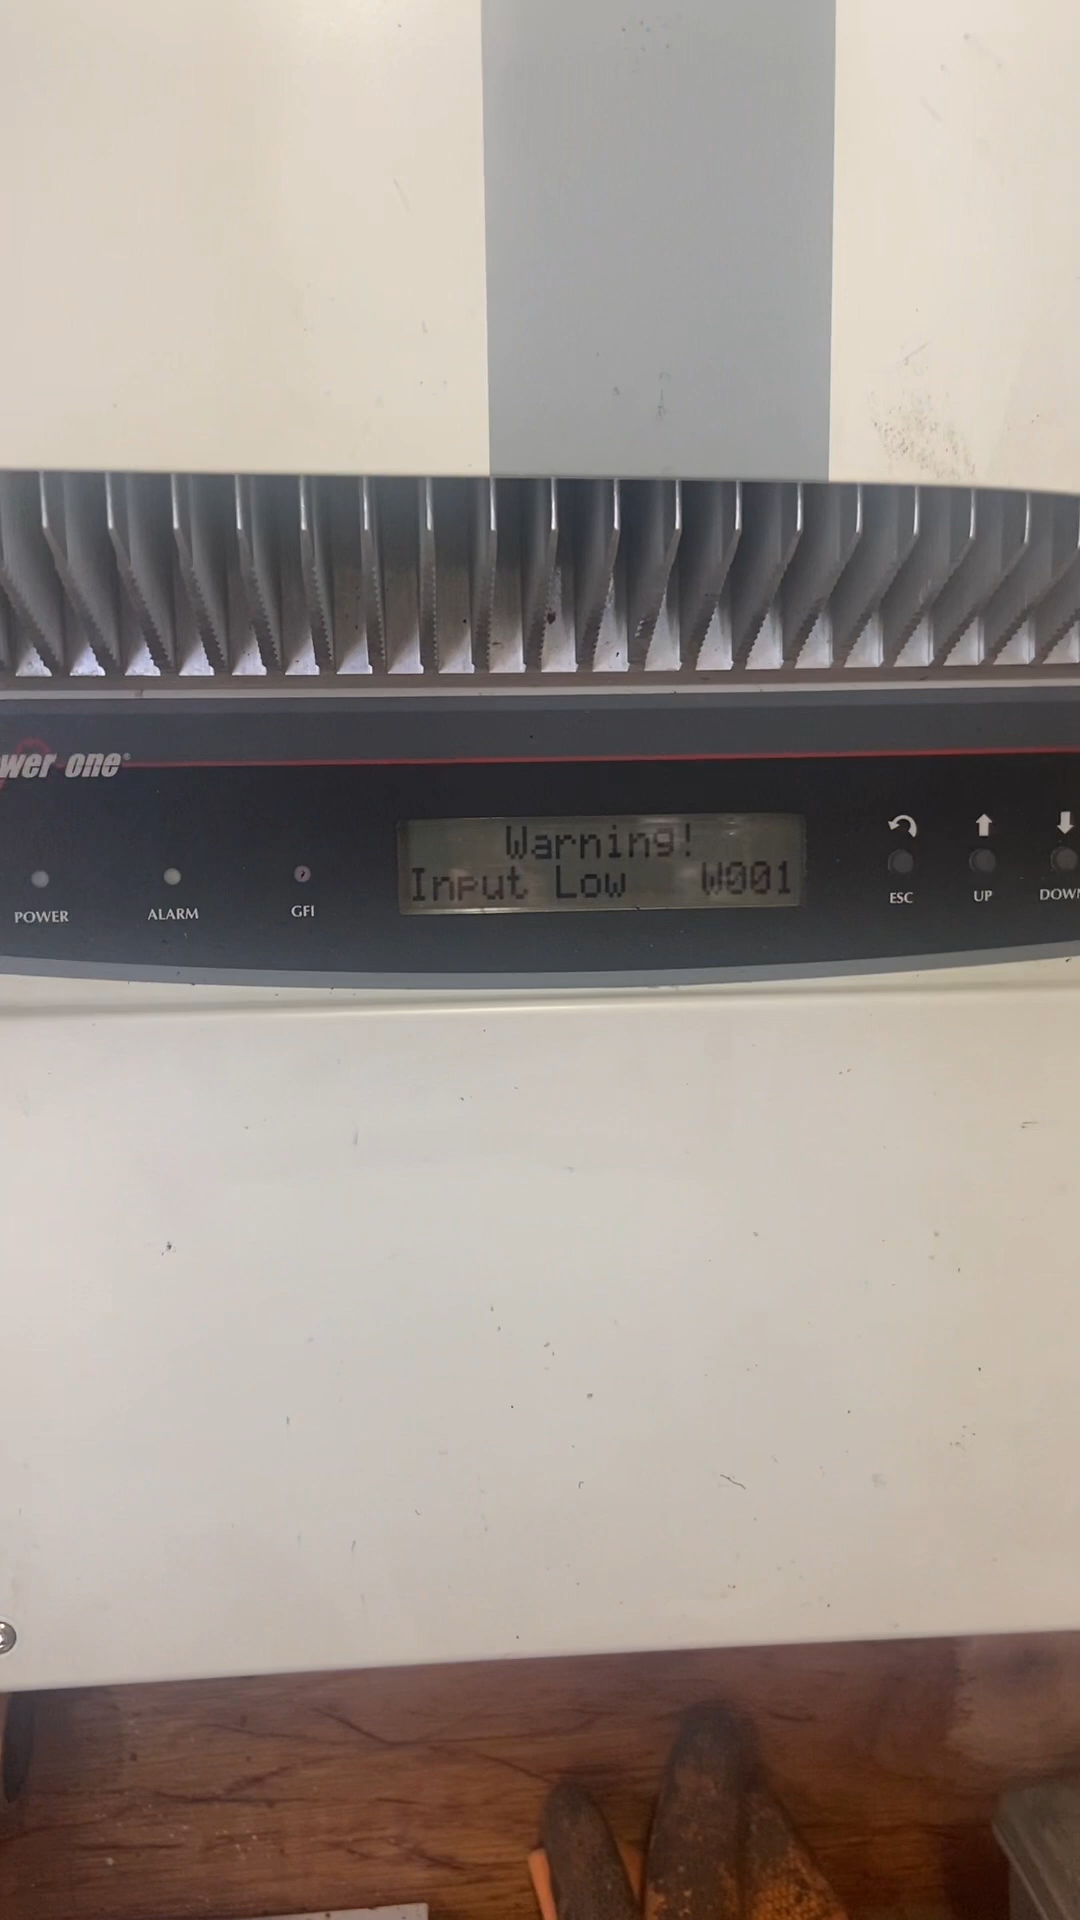 wer one®
Warning!
Input Low W001
POWER
ALARM
GFI
ESC
UP
DOWN